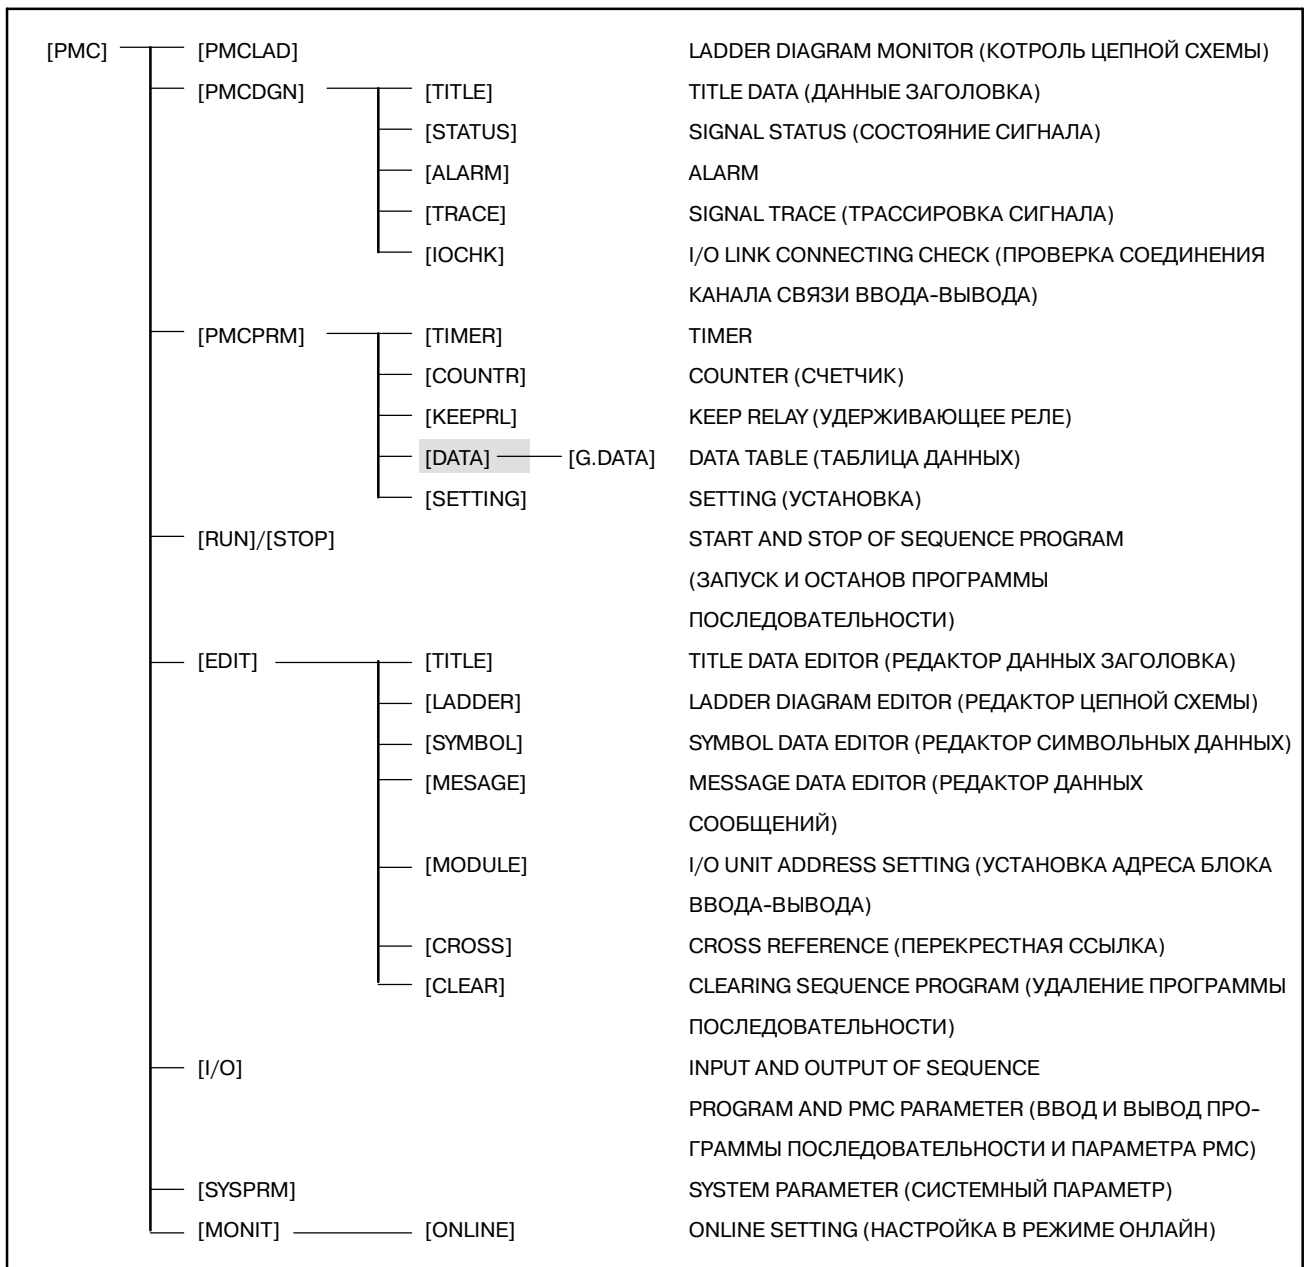 [PMC] [PMCLAD] LADDER DIAGRAM MONITOR (КОТРОЛЬ ЦЕПНОЙ СХЕМЫ)
[PMCDGN] [TITLE] TITLE DATA (ДАННЫЕ ЗАГОЛОВКА)
[STATUS] SIGNAL STATUS (СОСТОЯНИЕ СИГНАЛА)
[ALARM] ALARM
[TRACE] SIGNAL TRACE (ТРАССИРОВКА СИГНАЛА)
[IOCHK] I/O LINK CONNECTING CHECK (ПРОВЕРКА СОЕДИНЕНИЯ
КАНАЛА СВЯЗИ ВВОДА-ВЫВОДА)
[PMCPRM] [TIMER] TIMER
[COUNTR] COUNTER (СЧЕТЧИК)
[KEEPRL] KEEP RELAY (УДЕРЖИВАЮЩЕЕ РЕЛЕ)
[DATA] [G.DATA] DATA TABLE (ТАБЛИЦА ДАННЫХ)
[SETTING] SETTING (УСТАНОВКА)
[RUN]/[STOP] START AND STOP OF SEQUENCE PROGRAM
(ЗАПУСК И ОСТАНОВ ПРОГРАММЫ
ПОСЛЕДОВАТЕЛЬНОСТИ)
[EDIT] [TITLE] TITLE DATA EDITOR (РЕДАКТОР ДАННЫХ ЗАГОЛОВКА)
[LADDER] LADDER DIAGRAM EDITOR (РЕДАКТОР ЦЕПНОЙ СХЕМЫ)
[SYMBOL] SYMBOL DATA EDITOR (РЕДАКТОР СИМВОЛЬНЫХ ДАННЫХ)
[MESAGE] MESSAGE DATA EDITOR (РЕДАКТОР ДАННЫХ
СООБЩЕНИЙ)
[MODULE] I/O UNIT ADDRESS SETTING (УСТАНОВКА АДРЕСА БЛОКА
ВВОДА-ВЫВОДА)
[CROSS] CROSS REFERENCE (ПЕРЕКРЕСТНАЯ ССЫЛКА)
[CLEAR] CLEARING SEQUENCE PROGRAM (УДАЛЕНИЕ ПРОГРАММЫ
ПОСЛЕДОВАТЕЛЬНОСТИ)
[I/O] INPUT AND OUTPUT OF SEQUENCE
PROGRAM AND PMC PARAMETER (ВВОД И ВЫВОД ПРО-
ГРАММЫ ПОСЛЕДОВАТЕЛЬНОСТИ И ПАРАМЕТРА PMC)
[SYSPRM] SYSTEM PARAMETER (СИСТЕМНЫЙ ПАРАМЕТР)
[MONIT] [ONLINE] ONLINE SETTING (НАСТРОЙКА В РЕЖИМЕ ОНЛАЙН)